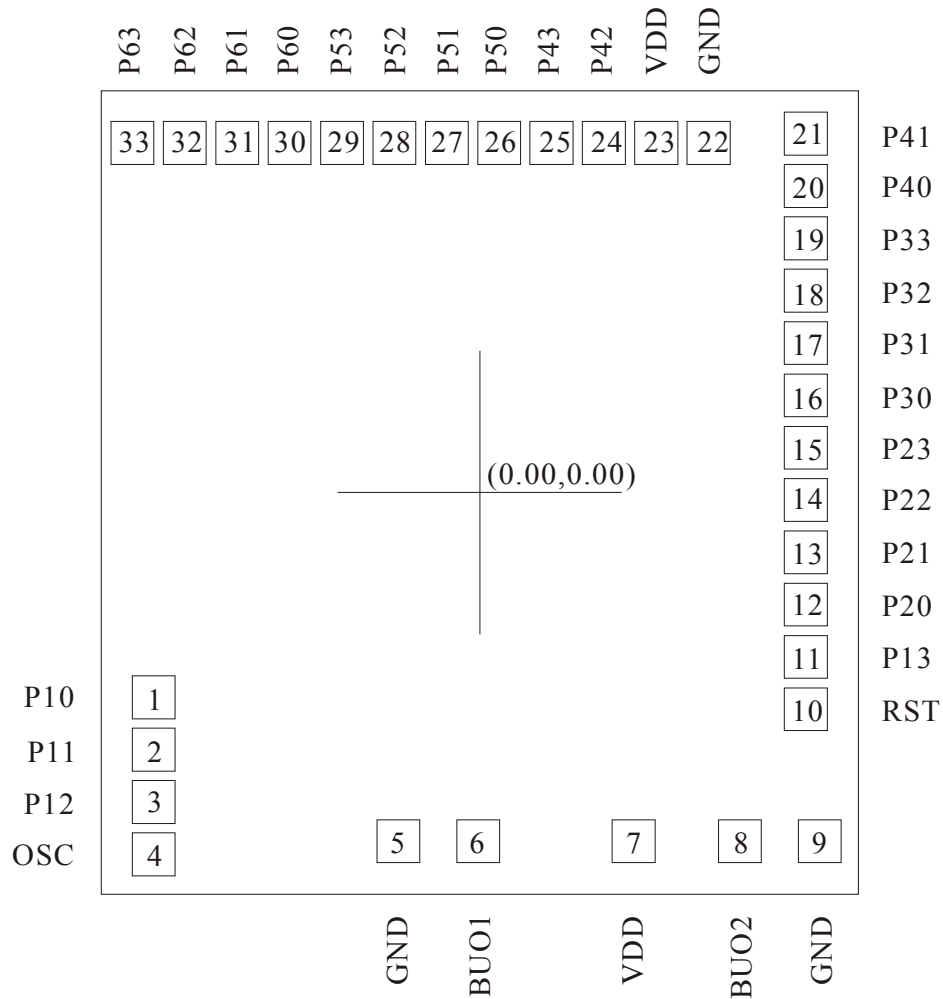 P63 P62 P61 P60 P53 P52 P51 P50 P43 P42 VDD GND
33 32 31 30 29 28 27 26 25 24 23 22
21 P41
20 P40
19 P33
18 P32
17 P31
16 P30
15 P23
(0.00,0.00)
14 P22
13 P21
12 P20
11 P13
P10 1
10 RST
P11 2
P12 3
OSC 4
5 6 7 8 9
GND BUO1 VDD BUO2 GND